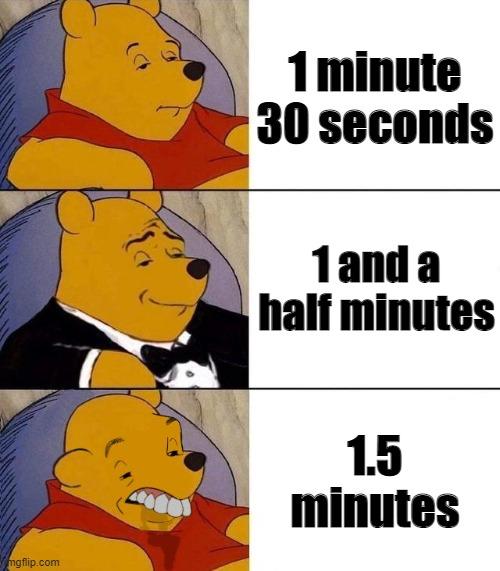 1 minute
30 seconds
1 and a
half minutes
1.5
minutes
imgflip.com